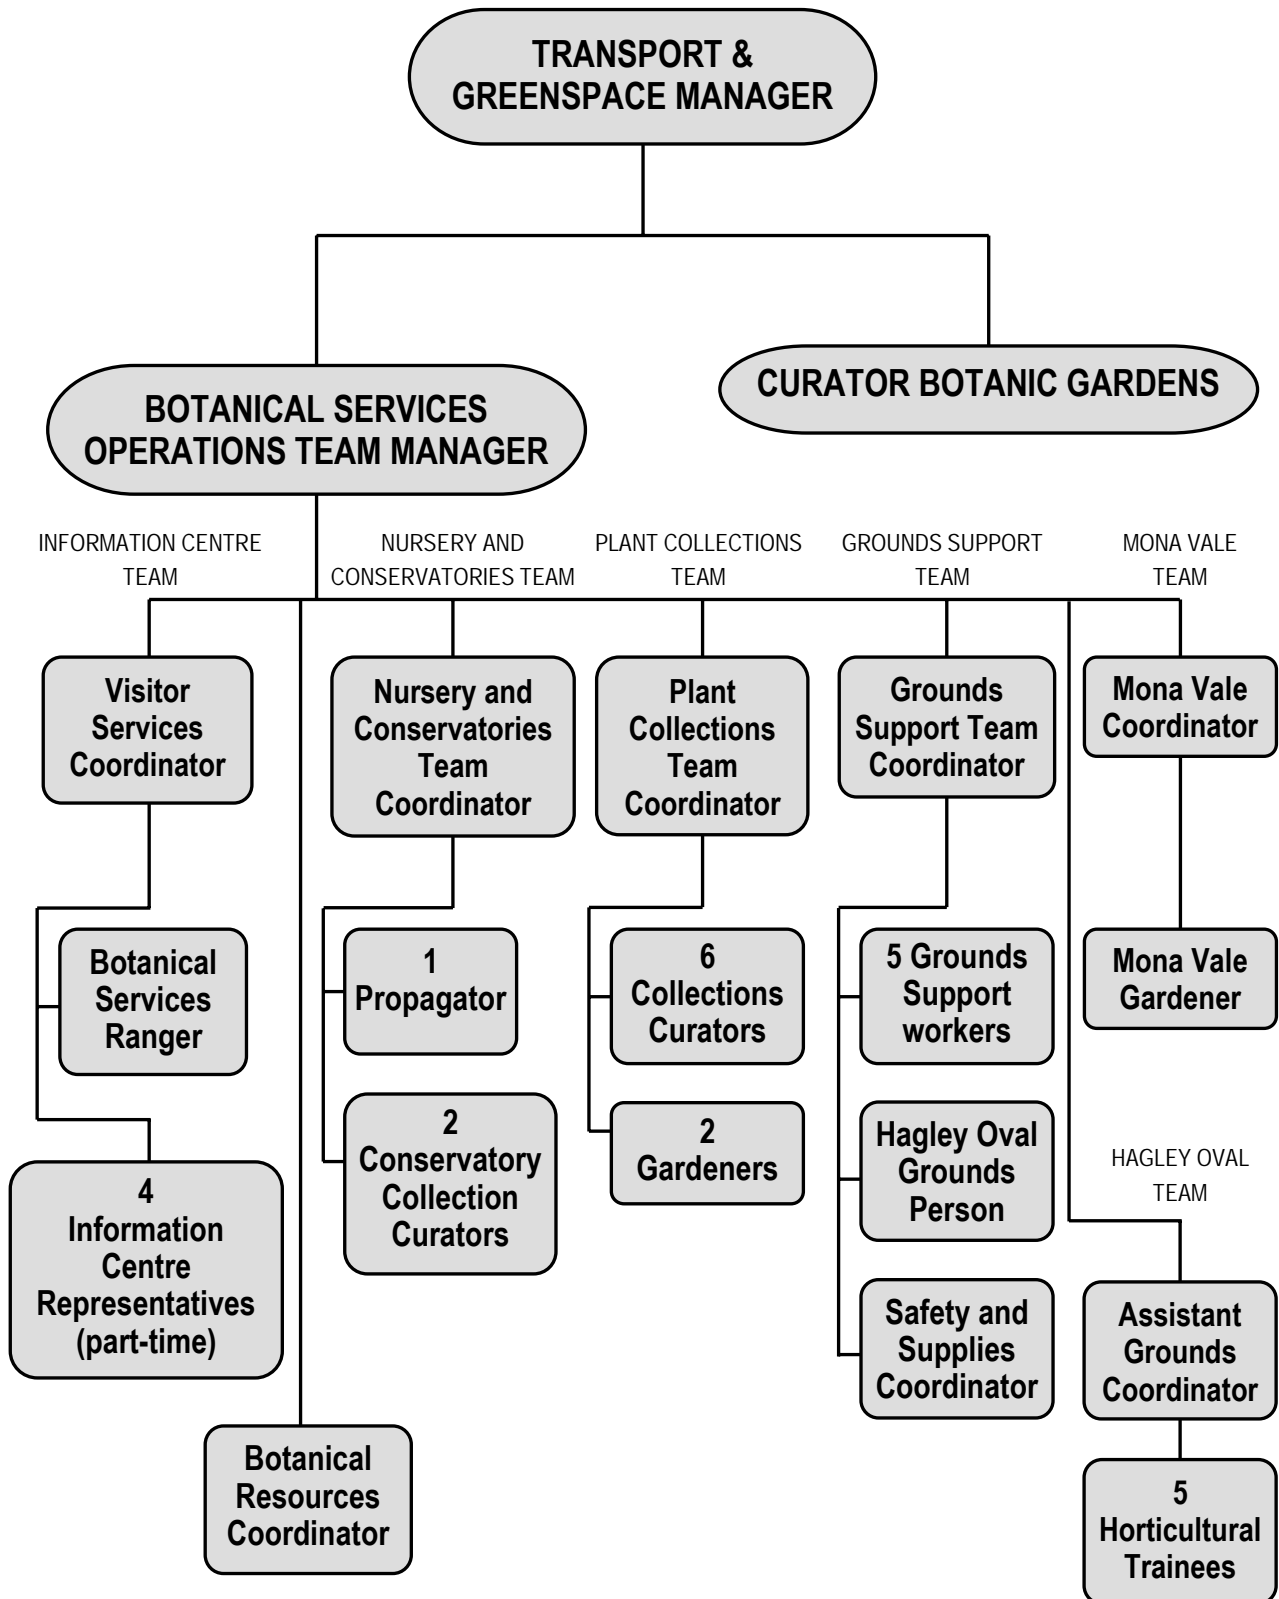 TRANSPORT &
GREENSPACE MANAGER
CURATOR BOTANIC GARDENS
BOTANICAL SERVICES
OPERATIONS TEAM MANAGER
INFORMATION CENTRE
TEAM
NURSERY AND
CONSERVATORIES TEAM
PLANT COLLECTIONS
TEAM
GROUNDS SUPPORT
TEAM
MONA VALE
TEAM
Visitor
Services
Coordinator
Nursery and
Conservatories
Team
Coordinator
Plant
Collections
Team
Coordinator
Grounds
Support Team
Coordinator
Mona Vale
Coordinator
Botanical
Services
Ranger
1
Propagator
6
Collections
Curators
5 Grounds
Support
workers
Mona Vale
Gardener
4
Information
Centre
Representatives
(part-time)
2
Conservatory
Collection
Curators
2
Gardeners
Hagley Oval
Grounds
Person
HAGLEY OVAL
TEAM
Safety and
Supplies
Coordinator
Assistant
Grounds
Coordinator
Botanical
Resources
Coordinator
5
Horticultural
Trainees